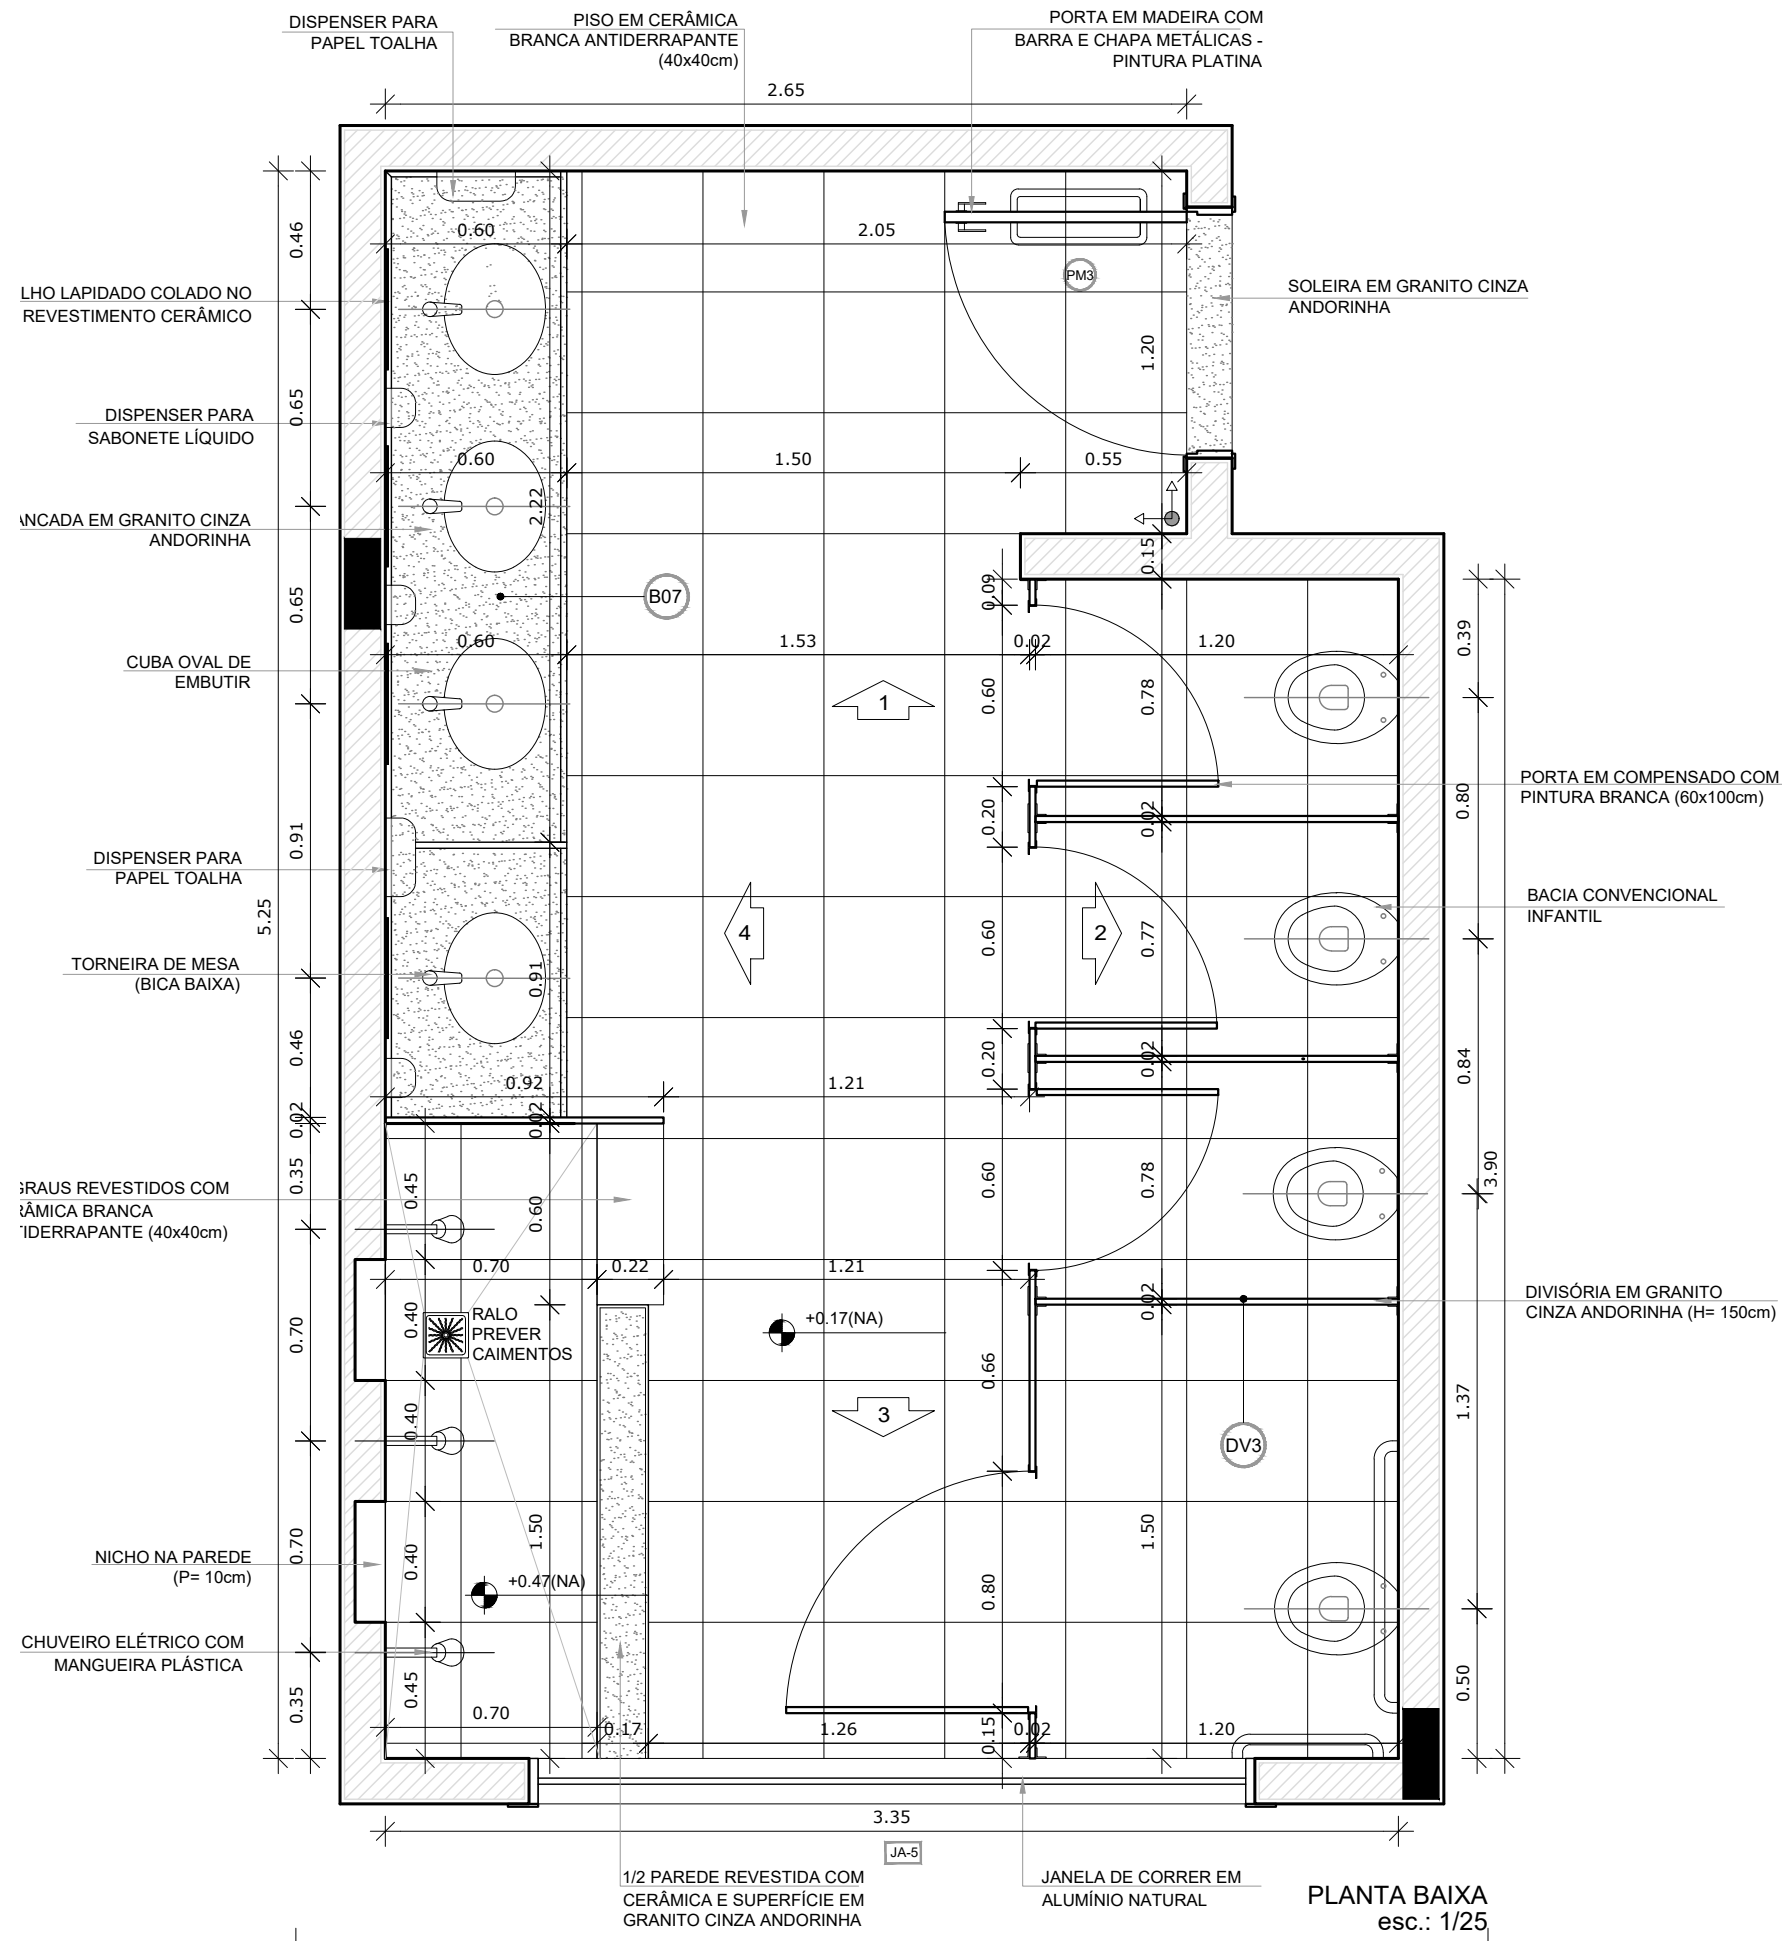 DISPENSER PARA
PAPEL TOALHA
PISO EM CERÂMICA
BRANCA ANTIDERRAPANTE
(40x40cm)
PORTA EM MADEIRA COM
BARRA E CHAPA METÁLICAS -
PINTURA PLATINA
2.65
0.46
0.60
2.05
PM3
LHO LAPIDADO COLADO NO
REVESTIMENTO CERÂMICO
SOLEIRA EM GRANITO CINZA
ANDORINHA
1.20
0.65
DISPENSER PARA
SABONETE LÍQUIDO
0.60
1.50
0.55
2.22
ANCADA EM GRANITO CINZA
ANDORINHA
0.15
0.65
B07
0.09
0.39
CUBA OVAL DE
EMBUTIR
0.60
1.53
0.02
1.20
1
0.60
0.78
PORTA EM COMPENSADO COM
PINTURA BRANCA (60x100cm)
0.80
0.20
0.02
0.91
DISPENSER PARA
PAPEL TOALHA
BACIA CONVENCIONAL
INFANTIL
5.25
4
2
0.60
0.77
TORNEIRA DE MESA
(BICA BAIXA)
0.91
0.46
0.20
0.02
0.84
0.92
1.21
0.02
0.02
3.90
0.35
GRAUS REVESTIDOS COM
RÂMICA BRANCA
TIDERRAPANTE (40x40cm)
0.45
0.60
0.60
0.78
0.70
0.22
1.21
0.02
DIVISÓRIA EM GRANITO
CINZA ANDORINHA (H= 150cm)
0.70
0.40
RALO
PREVER
CAIMENTOS
+0.17(NA)
0.66
1.37
0.40
3
DV3
0.70
1.50
1.50
NICHO NA PAREDE
(P= 10cm)
0.40
+0.47(NA)
0.80
CHUVEIRO ELÉTRICO COM
MANGUEIRA PLÁSTICA
0.35
0.45
0.50
0.70
0.17
1.26
0.15
0.02
1.20
3.35
JA-5
1/2 PAREDE REVESTIDA COM
CERÂMICA E SUPERFÍCIE EM
GRANITO CINZA ANDORINHA
JANELA DE CORRER EM
ALUMÍNIO NATURAL
PLANTA BAIXA
esc.: 1/25